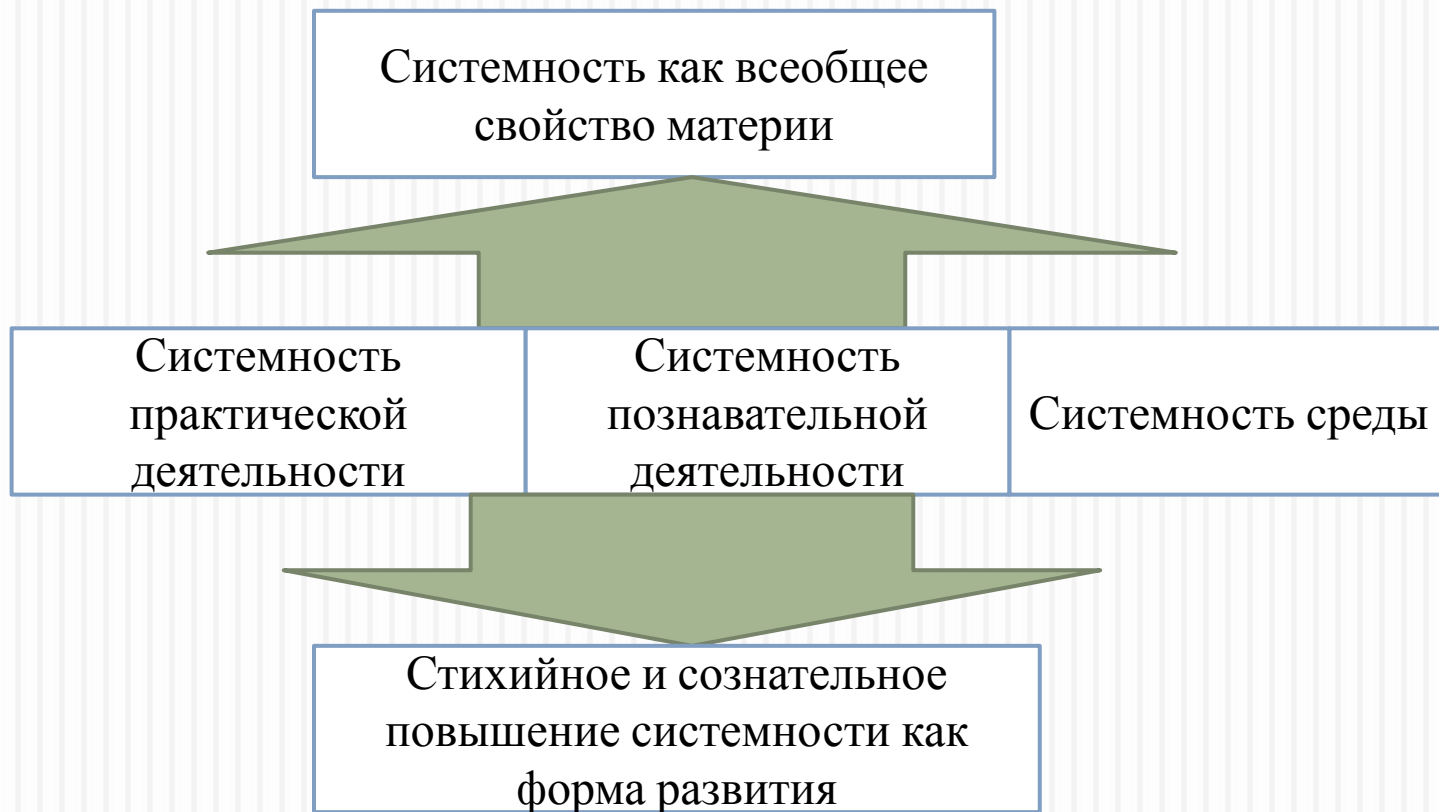 Системность как всеобщее
свойство материи
Системность
практической
деятельности
Системность
познавательной
деятельности
Системность среды
Стихийное и сознательное
повышение системности как
форма развития